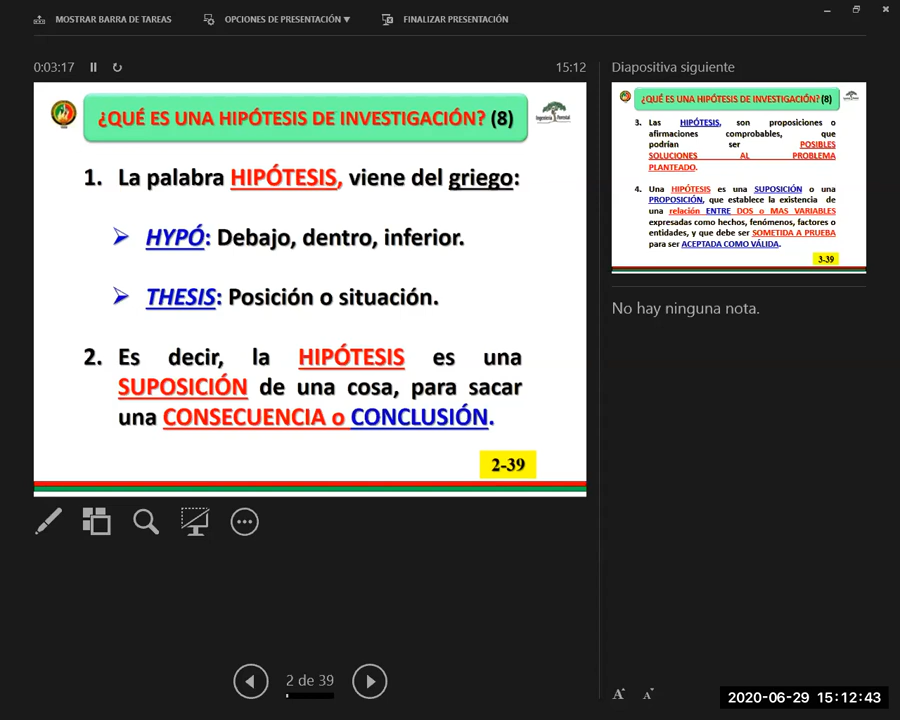 MOSTRAR BARRA DE TAREAS
OPCIONES DE PRESENTACIÓN ▼
FINALIZAR PRESENTACIÓN
0:03:17
15:12
Diapositiva siguiente
¿QUÉ ES UNA HIPÓTESIS DE INVESTIGACIÓN? (8)
Ingeniería Forestal
1. La palabra HIPÓTESIS, viene del griego:
➢ HYPÓ: Debajo, dentro, inferior.
➢ THESIS: Posición o situación.
2. Es decir, la HIPÓTESIS es una
SUPOSICIÓN de una cosa, para sacar
una CONSECUENCIA o CONCLUSIÓN.
2-39
¿QUÉ ES UNA HIPÓTESIS DE INVESTIGACIÓN? (8)
3. Las HIPÓTESIS, son proposiciones o
afirmaciones comprobables, que
podrían ser POSIBLES
SOLUCIONES AL PROBLEMA
PLANTEADO.
4. Una HIPÓTESIS es una SUPOSICIÓN o una
PROPOSICIÓN, que establece la existencia de
una relación ENTRE DOS o MAS VARIABLES
expresadas como hechos, fenómenos, factores o
entidades, y que debe ser SOMETIDA A PRUEBA
para ser ACEPTADA COMO VÁLIDA.
3-39
No hay ninguna nota.
2 de 39
A A
2020-06-29 15:12:43